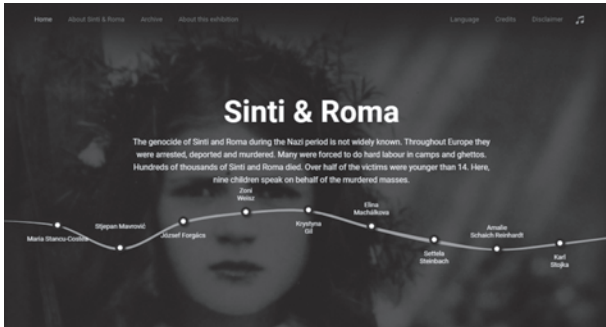 Home About Sinti & Roma Archive About this exhibition Language Credits Disclaimer
Sinti & Roma
The genocide of Sinti and Roma during the Nazi period is not widely known. Throughout Europe they
were arrested, deported and murdered. Many were forced to do hard labour in camps and ghettos.
Hundreds of thousands of Sinti and Roma died. Over half of the victims were younger than 14. Here,
nine children speak on behalf of the murdered masses.
Maria Stancu-Costea
Stjepan Mavrović
József Forgács
Zoni
Weisz
Krystyna
Gil
Elina
Machálkova
Settela
Steinbach
Amalie
Schaich-Reinhardt
Karl
Stojka